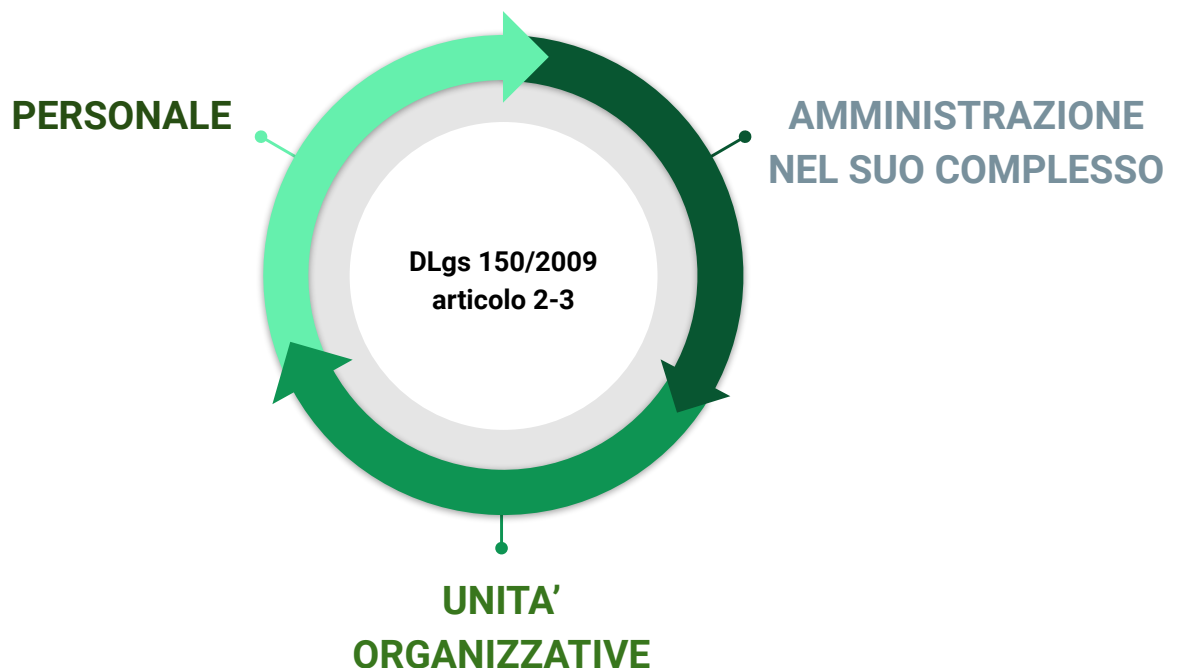 PERSONALE
AMMINISTRAZIONE
NEL SUO COMPLESSO
DLgs 150/2009
articolo 2-3
UNITA’
ORGANIZZATIVE